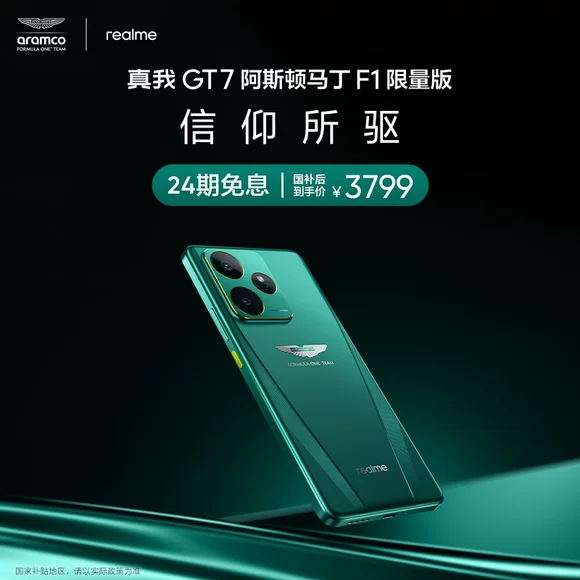 aramco
FORMULA ONE™ TEAM
realme
真我 GT7 阿斯顿马丁 F1 限量版
信仰所驱
24期免息
国补后
到手价 ¥3799
FORMULA ONE™ TEAM
realme
国家补贴地区，请以实际政策为准